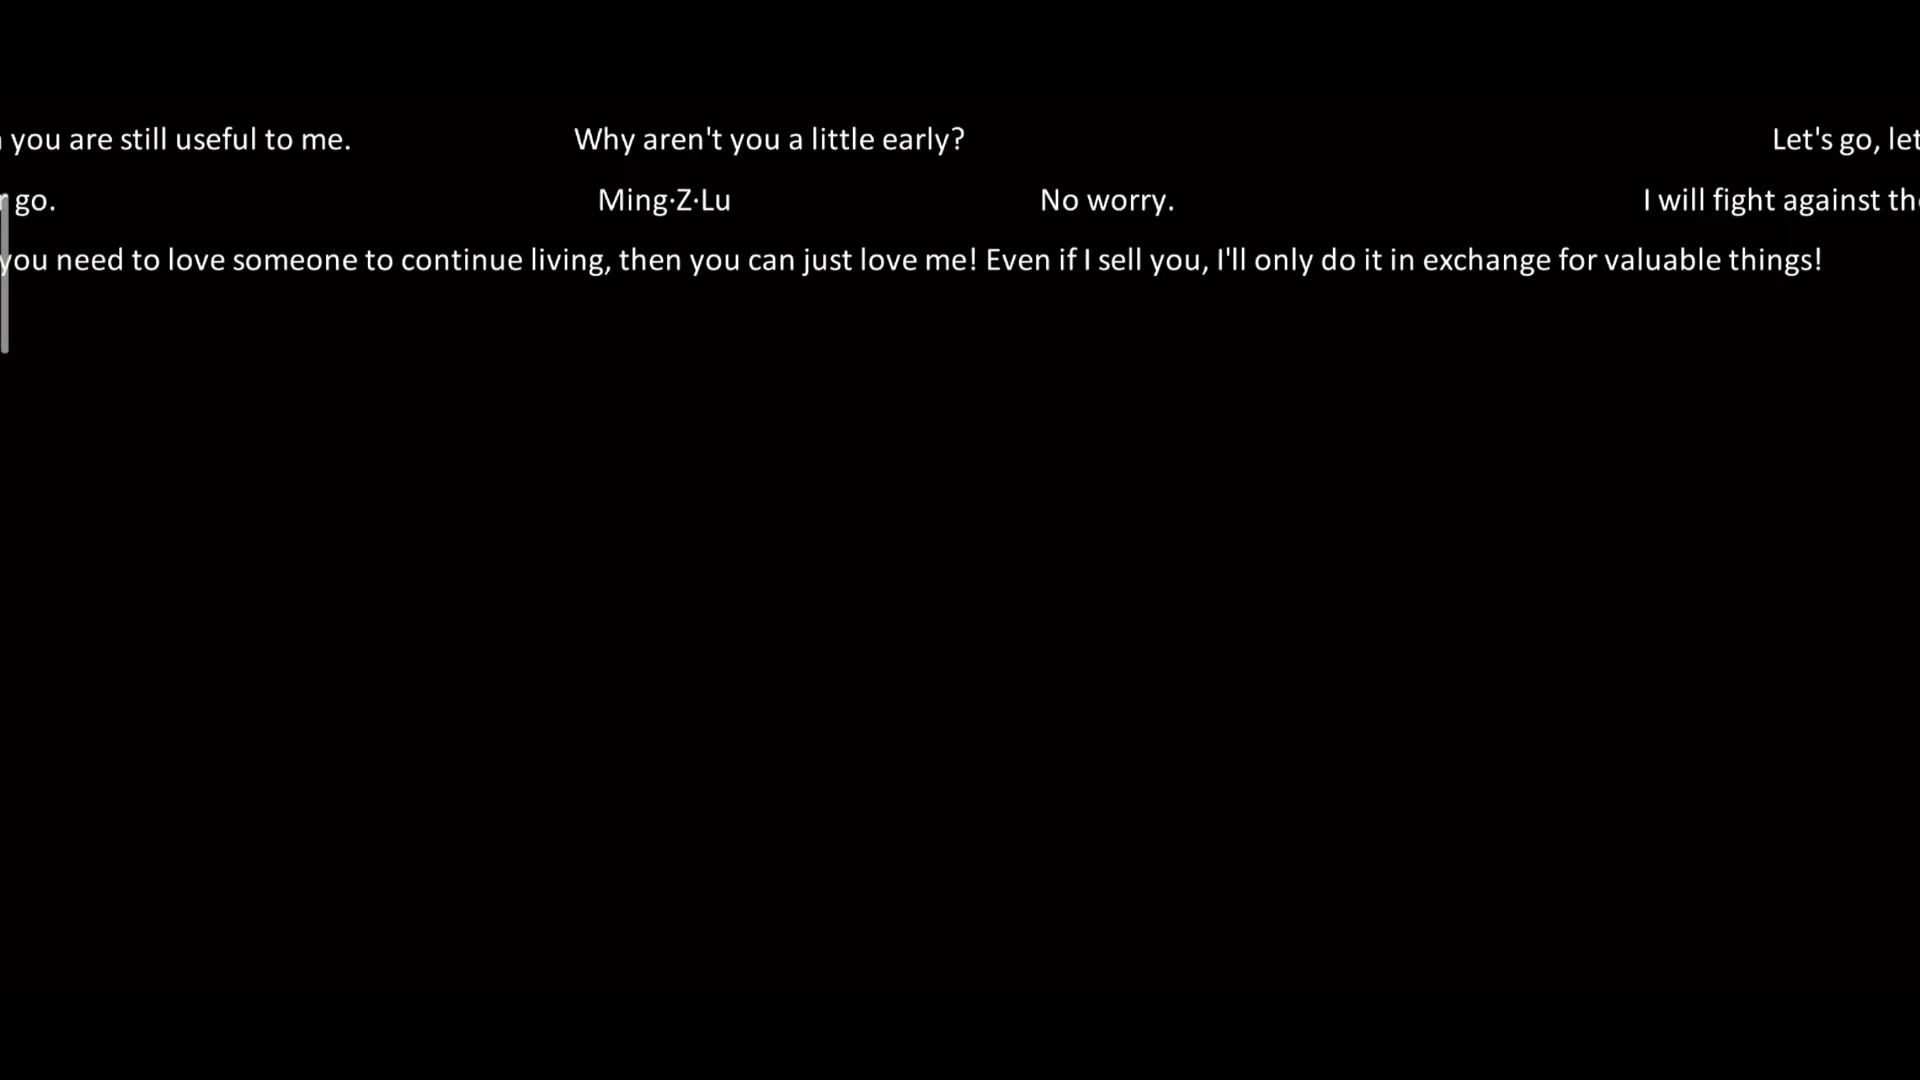 you are still useful to me. Why aren't you a little early? Let's go, let
go. Ming·Z·Lu No worry. I will fight against the
you need to love someone to continue living, then you can just love me! Even if I sell you, I'll only do it in exchange for valuable things!